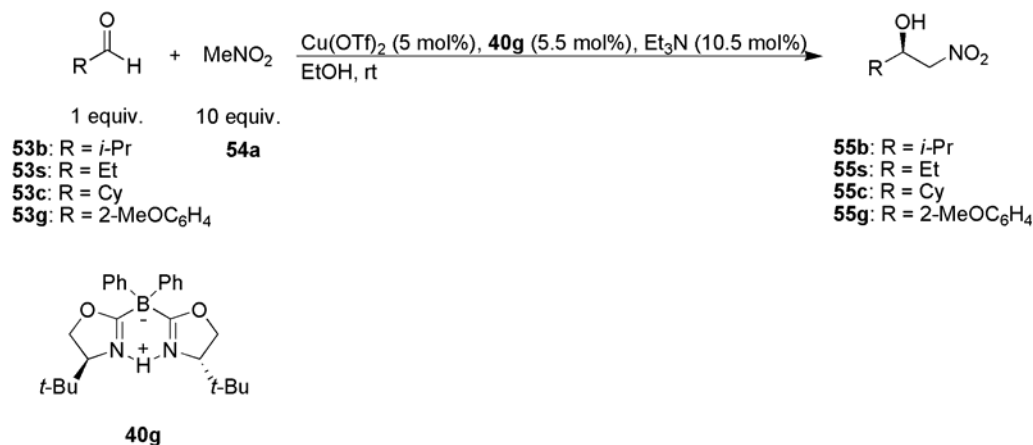 O
R
H
+
MeNO2
Cu(OTf)2 (5 mol%), 40g (5.5 mol%), Et3N (10.5 mol%)
EtOH, rt
OH
R
NO2
1 equiv.
10 equiv.
53b: R = i-Pr
53s: R = Et
53c: R = Cy
53g: R = 2-MeOC6H4
54a
55b: R = i-Pr
55s: R = Et
55c: R = Cy
55g: R = 2-MeOC6H4
Ph Ph
O B O
-
N + N
H
t-Bu t-Bu
40g